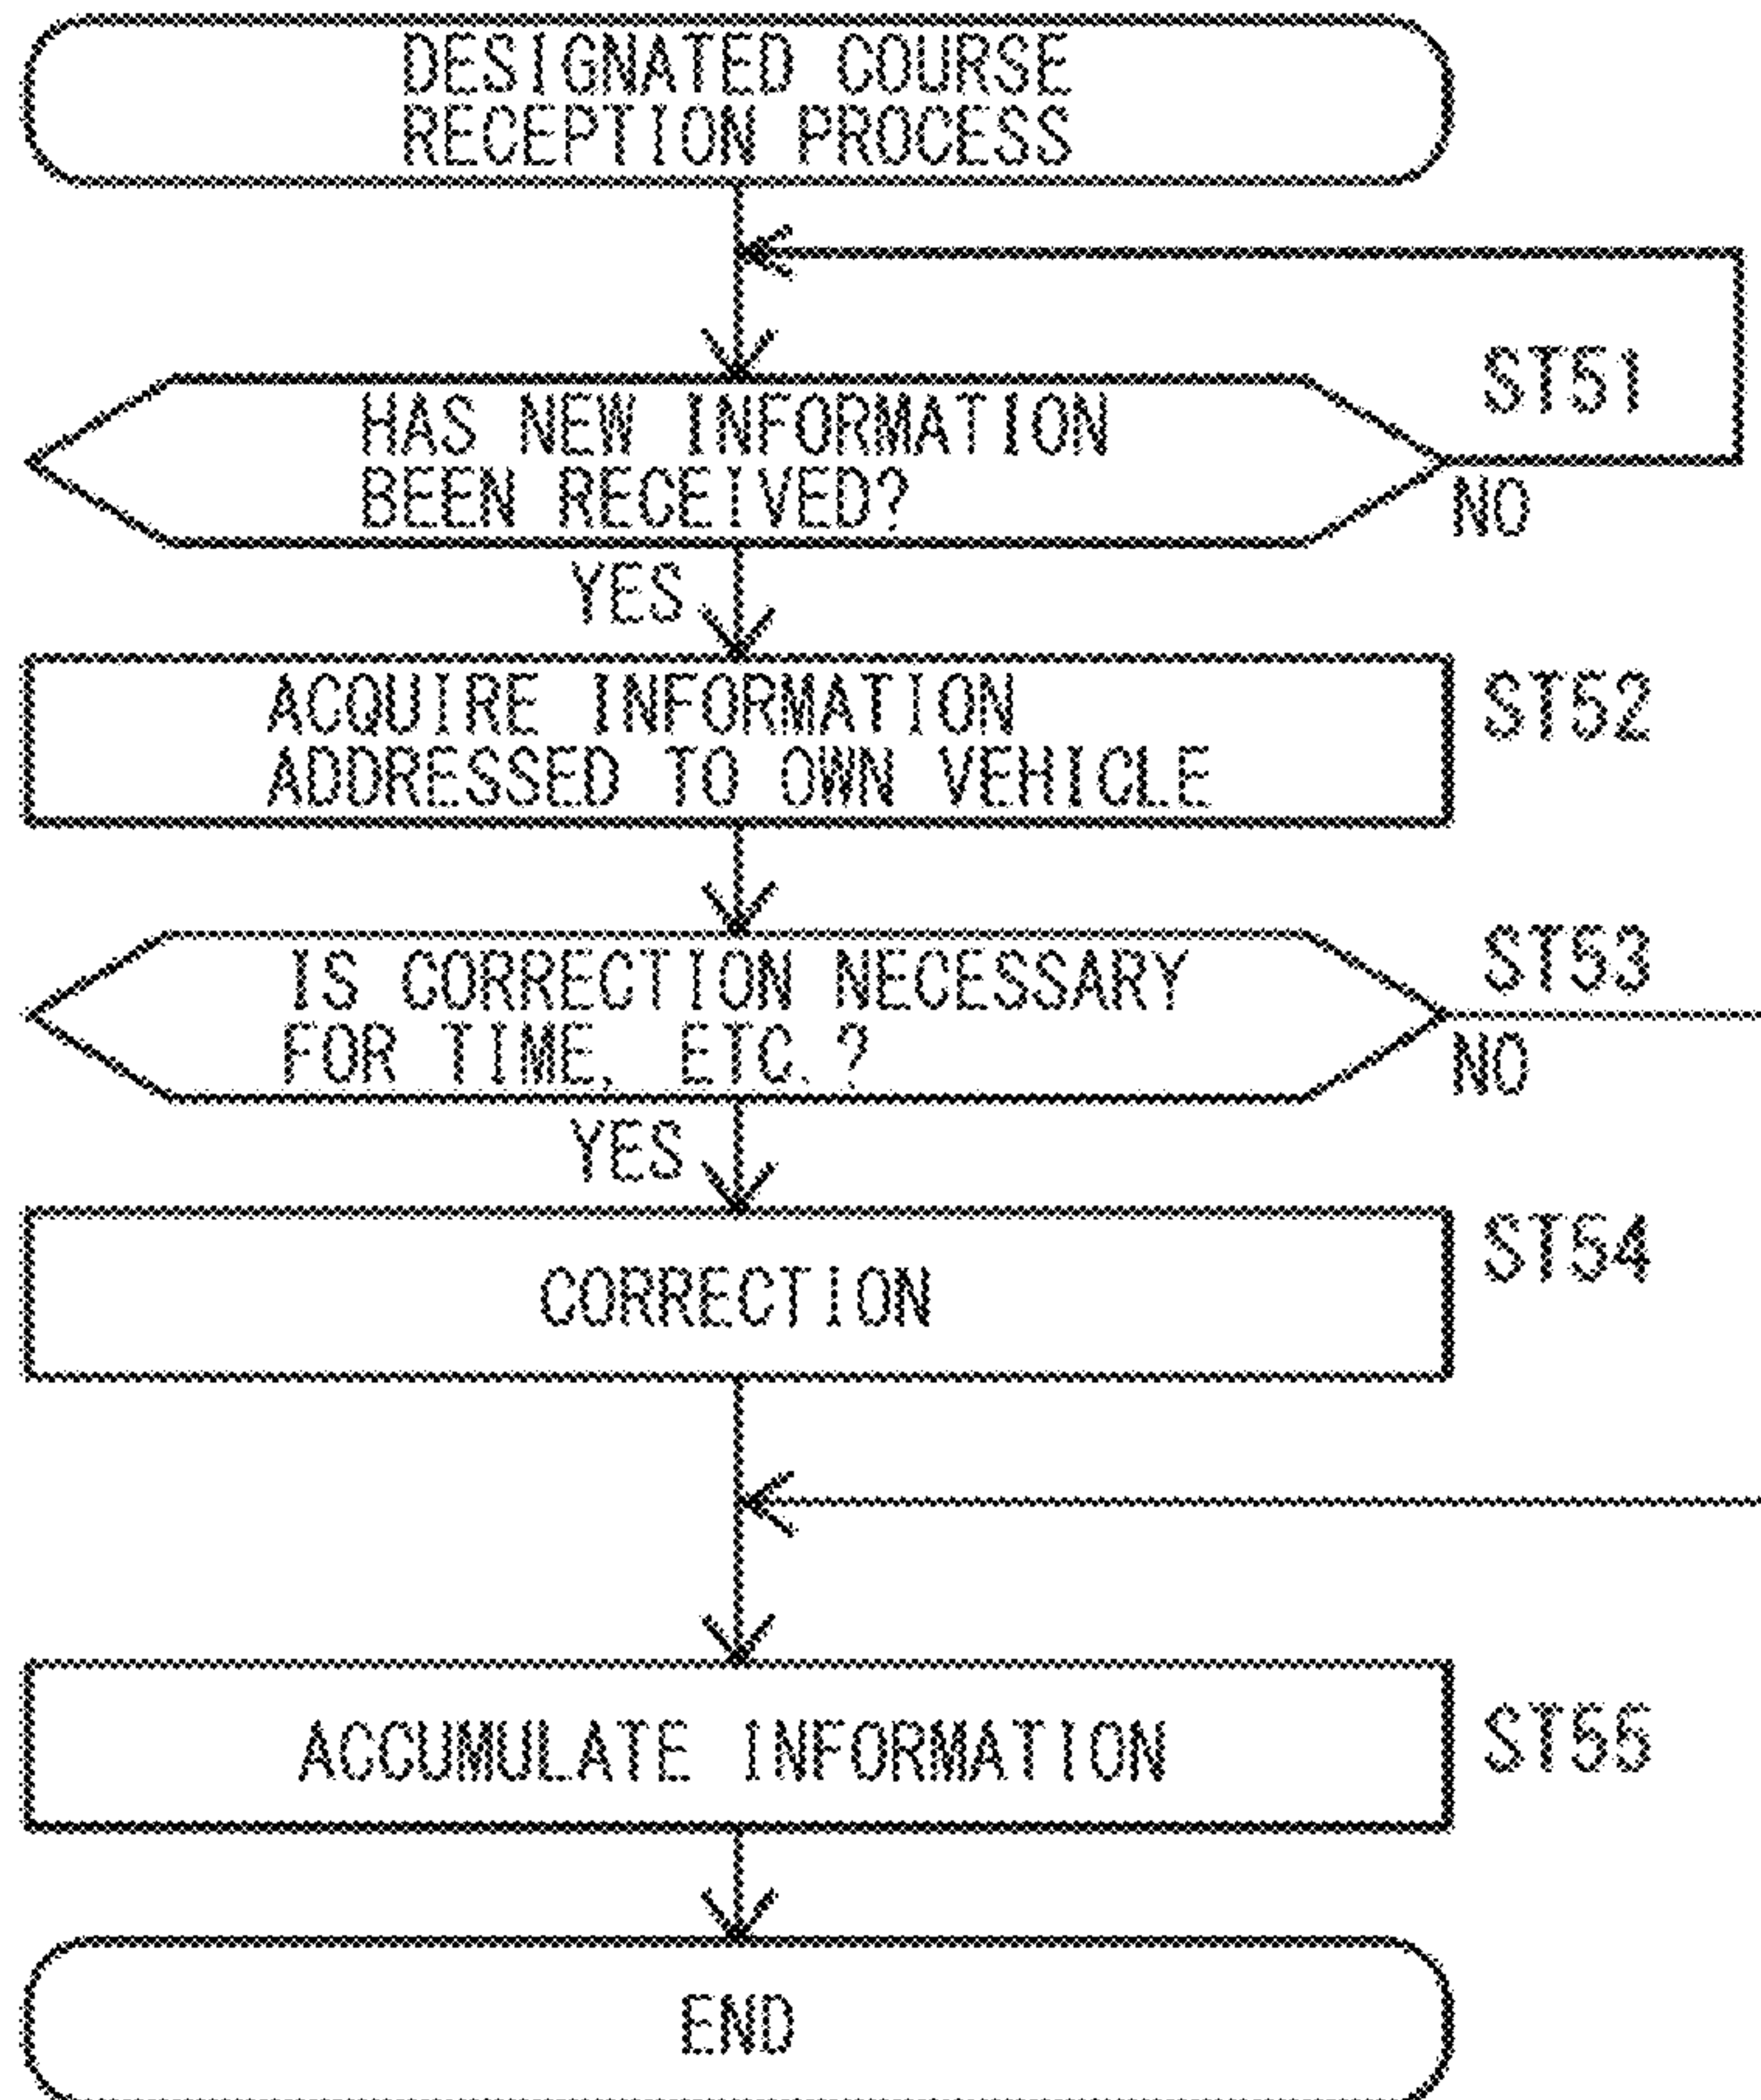 DESIGNATED COURSE
RECEPTION PROCESS
HAS NEW INFORMATION
BEEN RECEIVED?
ST51
NO
YES
ACQUIRE INFORMATION
ADDRESSED TO OWN VEHICLE
ST52
IS CORRECTION NECESSARY
FOR TIME, ETC.?
ST53
NO
YES
CORRECTION
ST54
ACCUMULATE INFORMATION
ST55
END